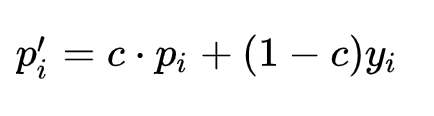 p′ᵢ = c · pᵢ + (1 − c)yᵢ